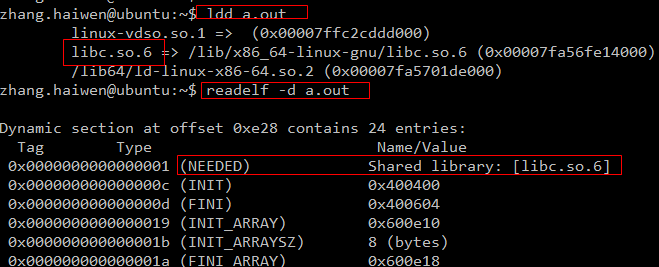 zhang.haiwen@ubuntu:~$ ldd a.out
linux-vdso.so.1 =>  (0x00007ffc2cddd000)
libc.so.6 => /lib/x86_64-linux-gnu/libc.so.6 (0x00007fa56fe14000)
/lib64/ld-linux-x86-64.so.2 (0x00007fa5701de000)
zhang.haiwen@ubuntu:~$ readelf -d a.out
Dynamic section at offset 0xe28 contains 24 entries:
Tag        Type                         Name/Value
0x0000000000000001 (NEEDED)             Shared library: [libc.so.6]
0x000000000000000c (INIT)               0x400400
0x000000000000000d (FINI)               0x400604
0x0000000000000019 (INIT_ARRAY)         0x600e10
0x000000000000001b (INIT_ARRAYSZ)       8 (bytes)
0x000000000000001a (FINI_ARRAY)         0x600e18